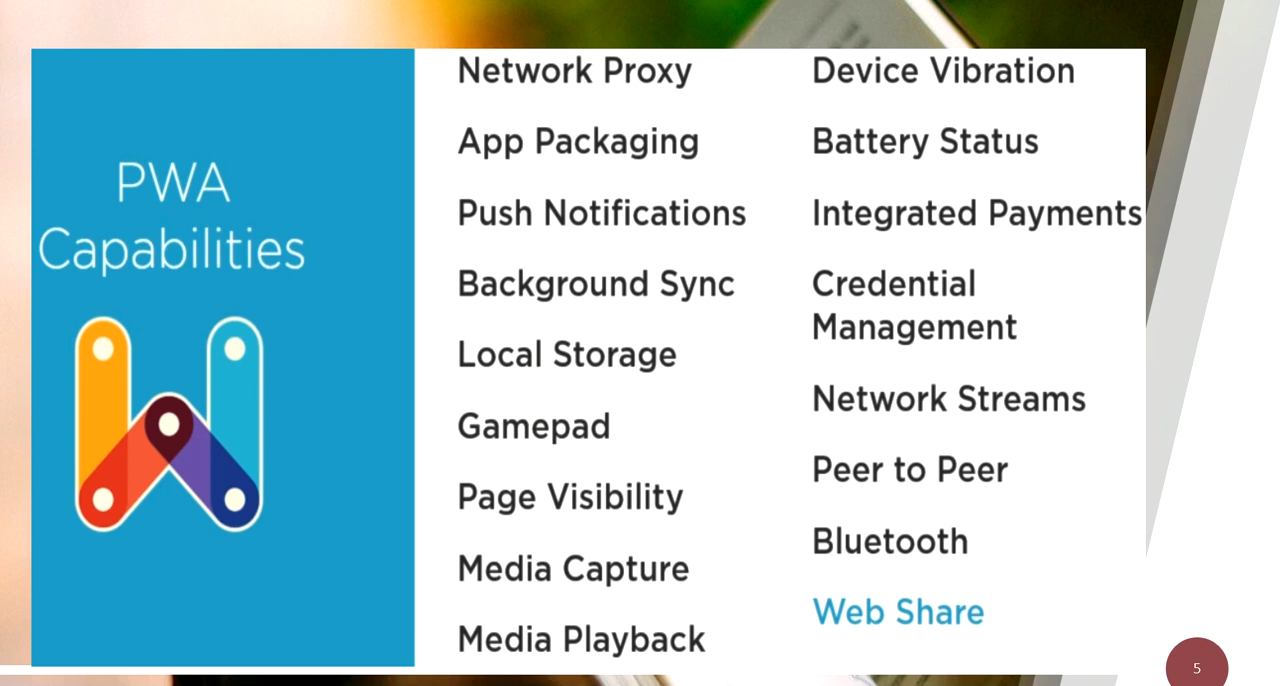 PWA
Capabilities
Network Proxy
App Packaging
Push Notifications
Background Sync
Local Storage
Gamepad
Page Visibility
Media Capture
Media Playback
Device Vibration
Battery Status
Integrated Payments
Credential
Management
Network Streams
Peer to Peer
Bluetooth
Web Share
5